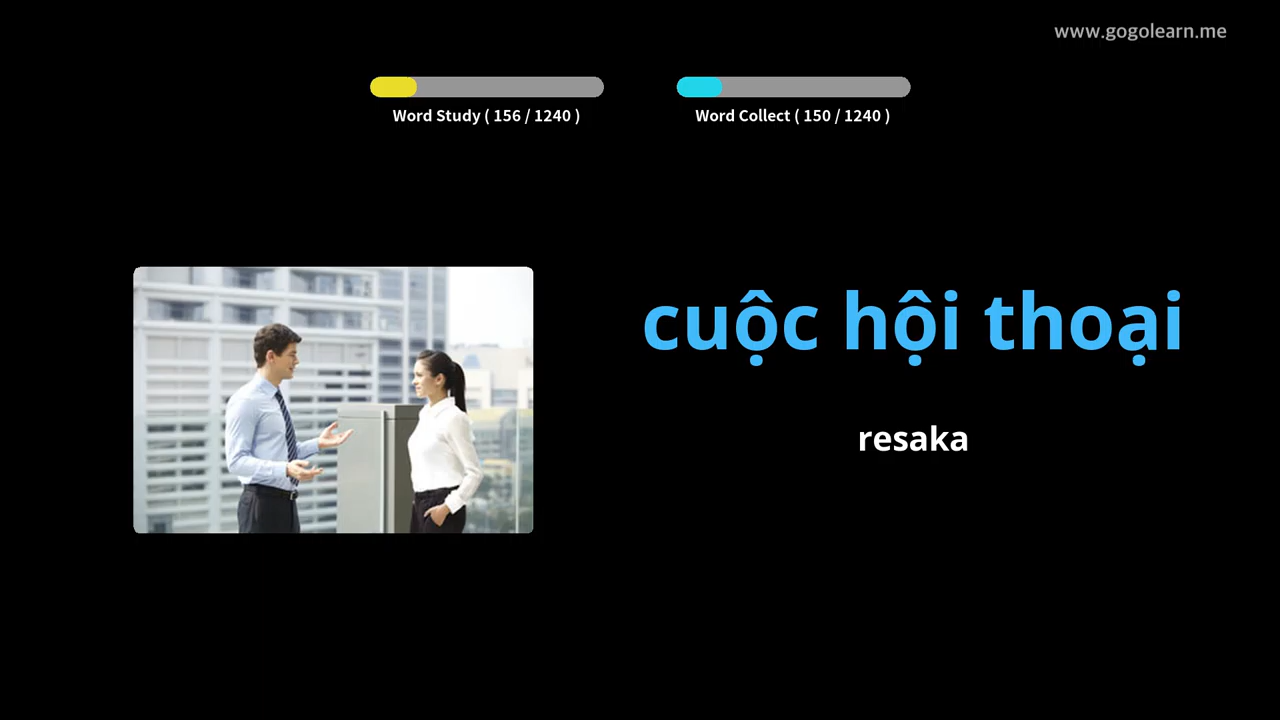 www.gogolearn.me
Word Study ( 156 / 1240 )
Word Collect ( 150 / 1240 )
cuộc hội thoại
resaka